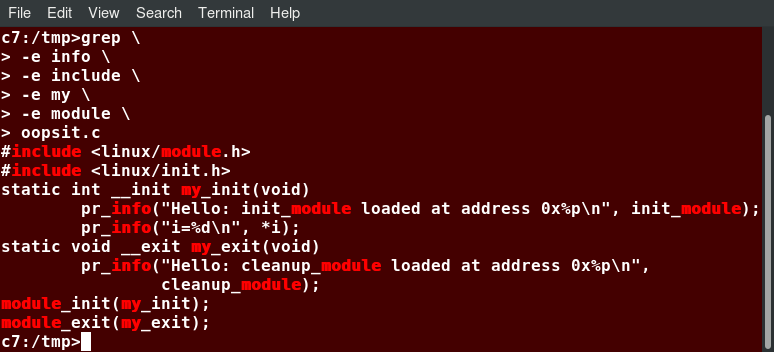 File Edit View Search Terminal Help
c7:/tmp>grep \
> -e info \
> -e include \
> -e my \
> -e module \
> oopsit.c
#include <linux/module.h>
#include <linux/init.h>
static int __init my_init(void)
        pr_info("Hello: init_module loaded at address 0x%p\n", init_module);
        pr_info("i=%d\n", *i);
static void __exit my_exit(void)
        pr_info("Hello: cleanup_module loaded at address 0x%p\n",
                cleanup_module);
module_init(my_init);
module_exit(my_exit);
c7:/tmp>